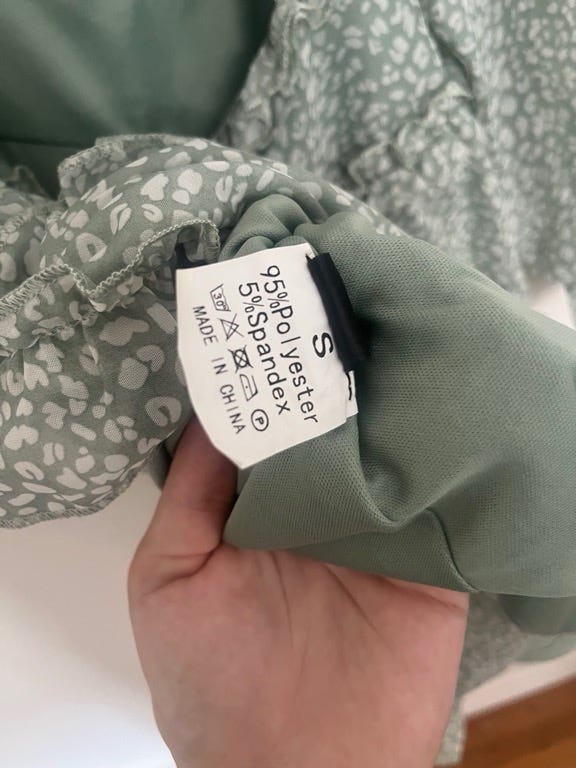 S
95%Polyester
5%Spandex
30 P
MADE IN CHINA